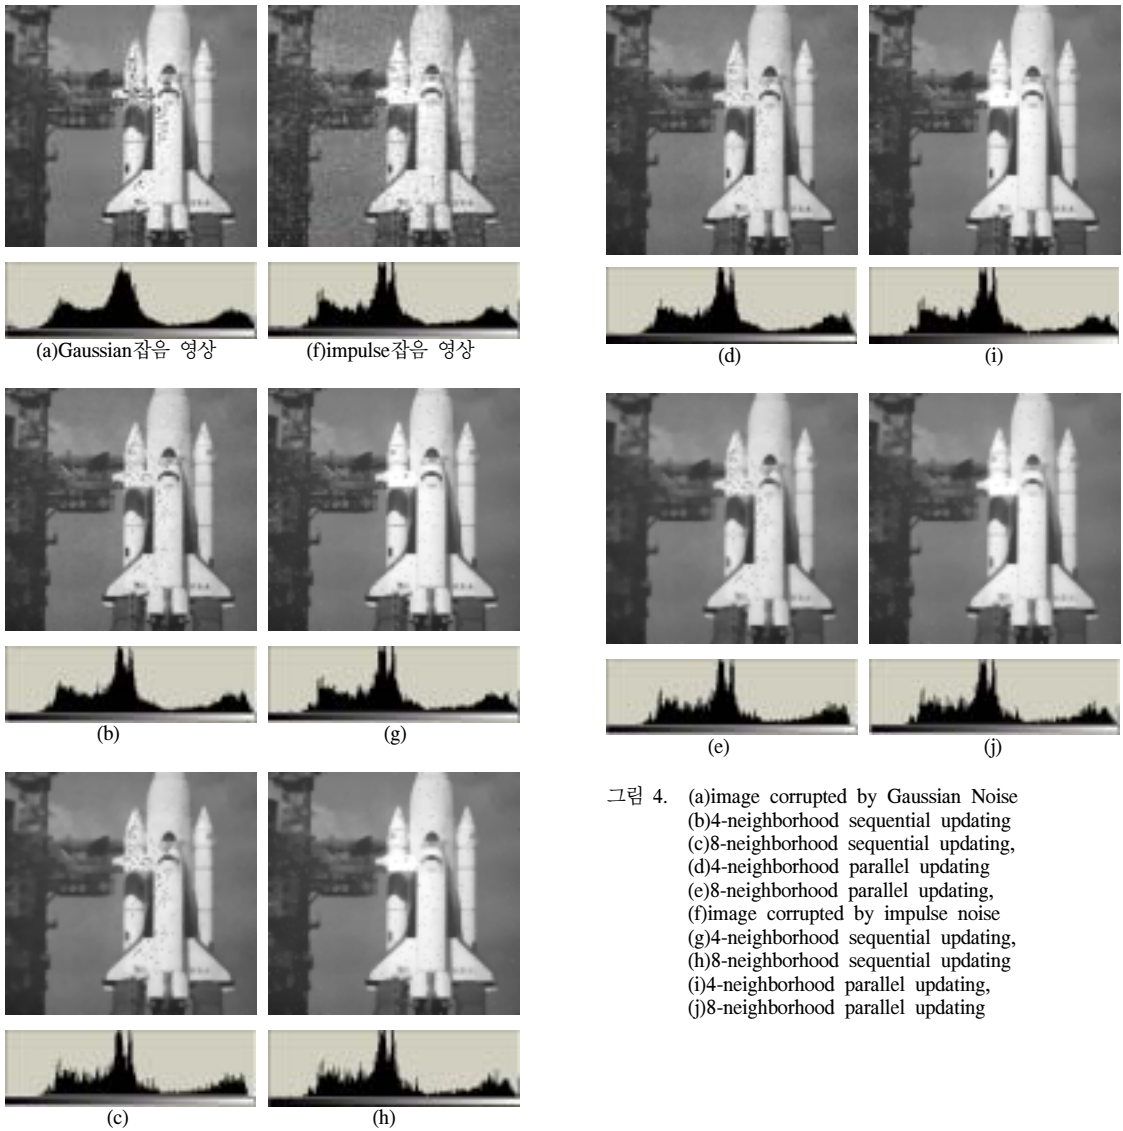 (a)Gaussian잡음 영상
(f)impulse잡음 영상
(b)
(g)
(c)
(h)
(d)
(i)
(e)
(j)
그림 4. (a)image corrupted by Gaussian Noise
(b)4-neighborhood sequential updating
(c)8-neighborhood sequential updating,
(d)4-neighborhood parallel updating
(e)8-neighborhood parallel updating,
(f)image corrupted by impulse noise
(g)4-neighborhood sequential updating,
(h)8-neighborhood sequential updating
(i)4-neighborhood parallel updating,
(j)8-neighborhood parallel updating